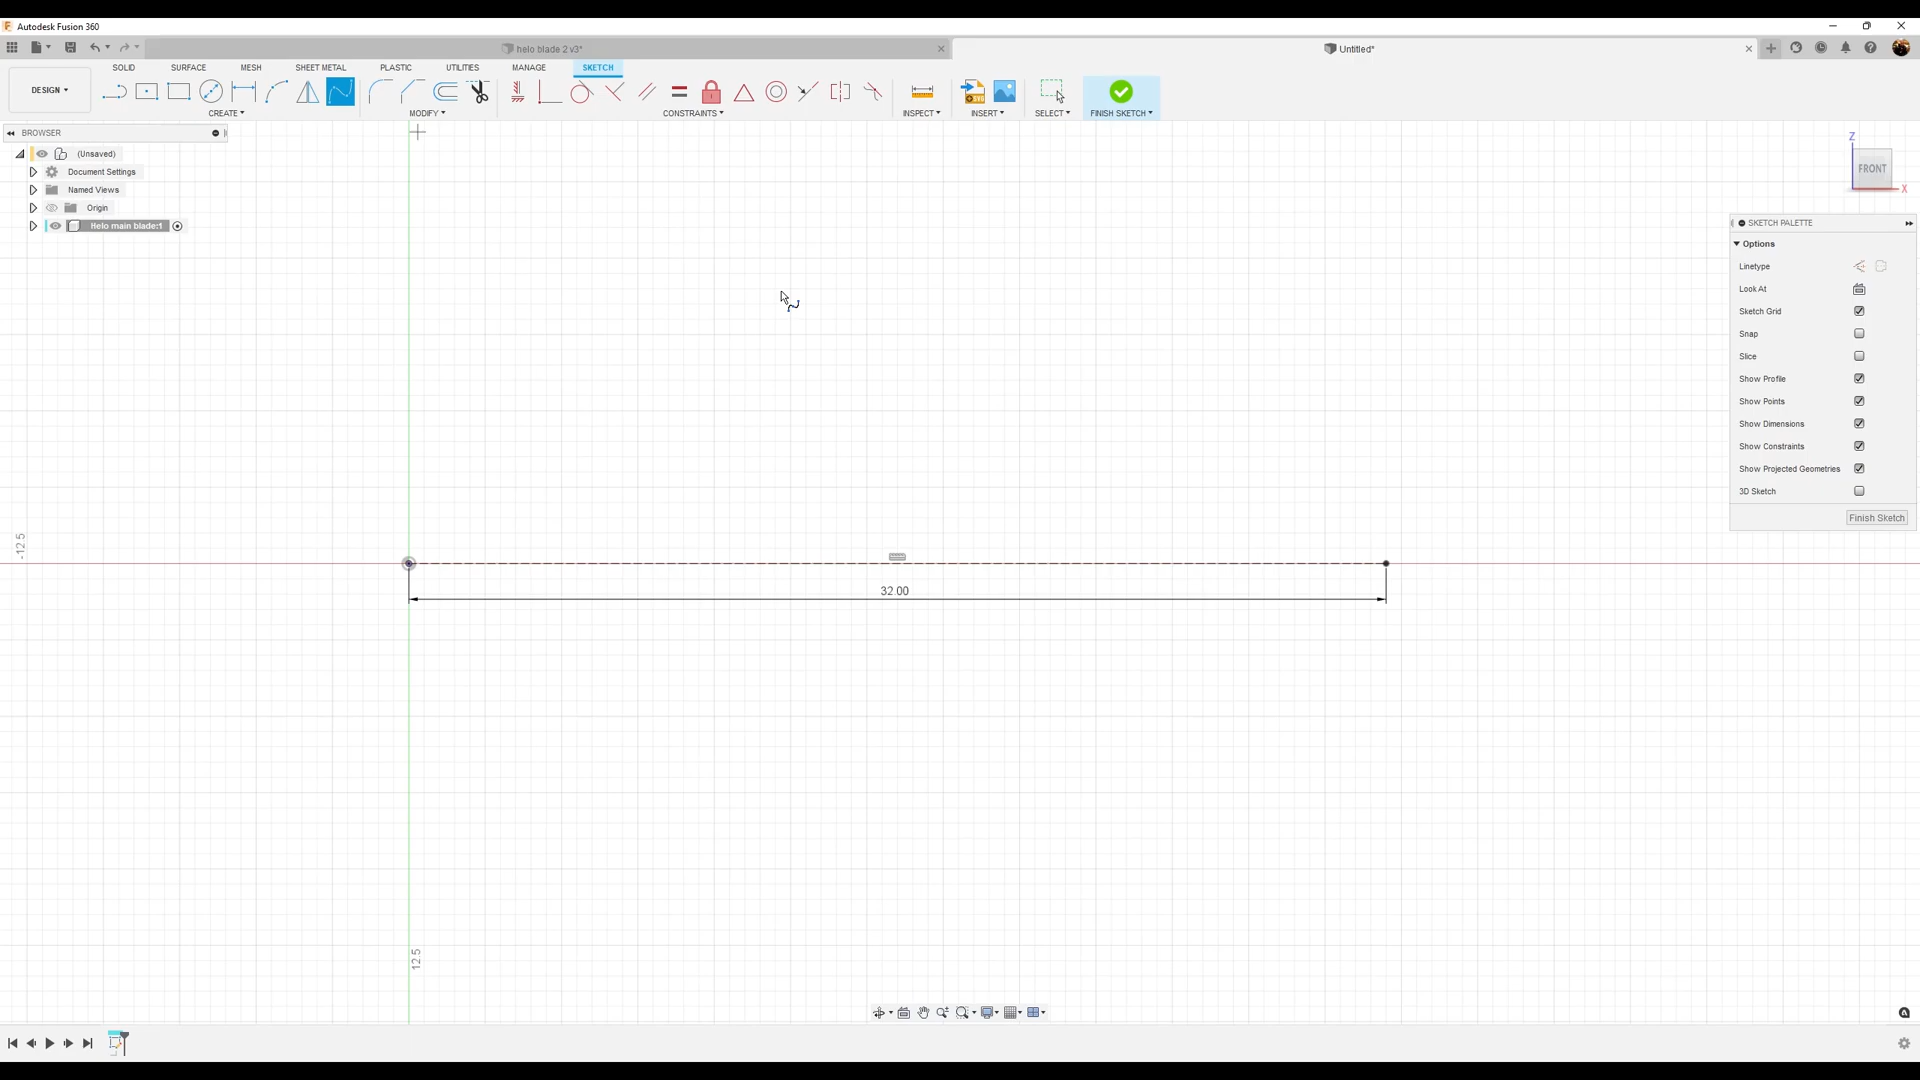 Autodesk Fusion 360
helo blade 2 v3*
Untitled*
SOLID
SURFACE
MESH
SHEET METAL
PLASTIC
UTILITIES
MANAGE
SKETCH
DESIGN
CREATE
MODIFY
CONSTRAINTS
INSPECT
INSERT
SELECT
FINISH SKETCH
BROWSER
(Unsaved)
Document Settings
Named Views
Origin
Helo main blade:1
Z
FRONT
X
SKETCH PALETTE
Options
Linetype
Look At
Sketch Grid
Snap
Slice
Show Profile
Show Points
Show Dimensions
Show Constraints
Show Projected Geometries
3D Sketch
Finish Sketch
-12.5
32.00
12.5